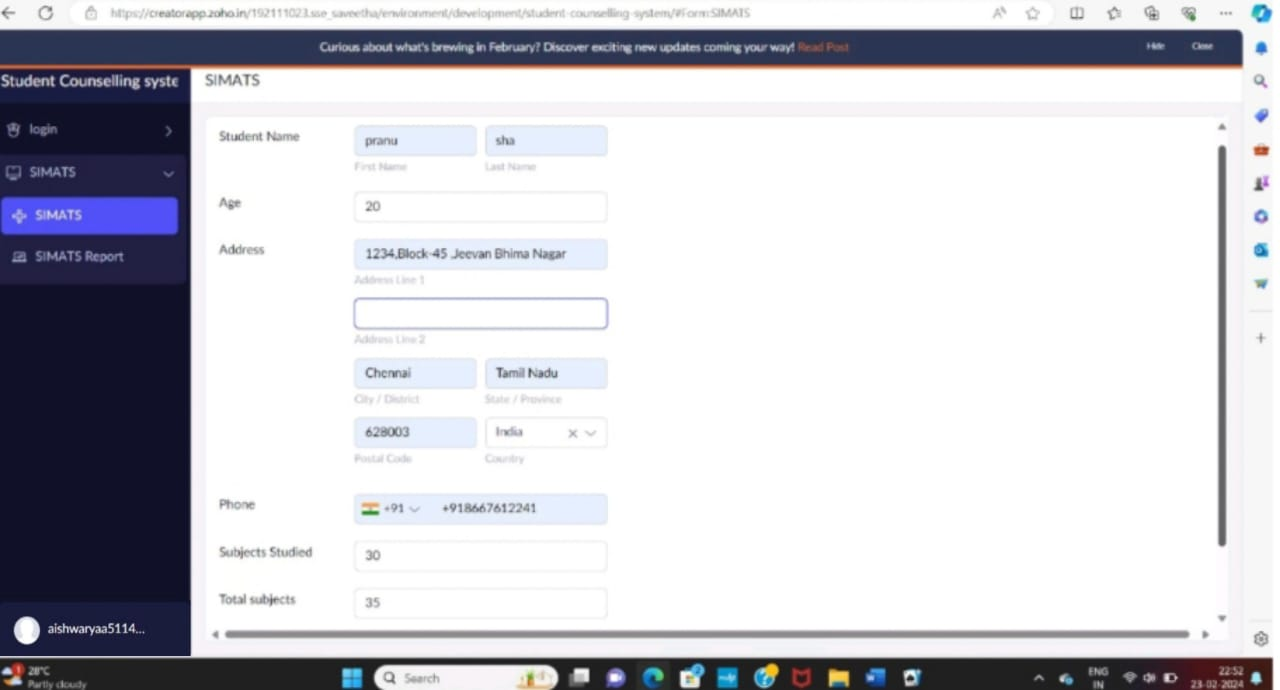 https://creatorapp.zoho.in/192111023.sse_saveetha/environment/development/student-counselling-system/#Form:SIMATS
Curious about what's brewing in February? Discover exciting new updates coming your way! Read Post
Hide
Close
Student Counselling syste
SIMATS
login
SIMATS
SIMATS
SIMATS Report
Student Name
pranu
sha
First Name
Last Name
Age
20
Address
1234,Block-45 ,Jeevan Bhima Nagar
Address Line 1
Address Line 2
Chennai
Tamil Nadu
City / District
State / Province
628003
India
Postal Code
Country
Phone
+91
+918667612241
Subjects Studied
30
Total subjects
35
aishwaryaa5114...
1
28°C
Partly cloudy
Search
ENG
IN
22:52
23-02-2024